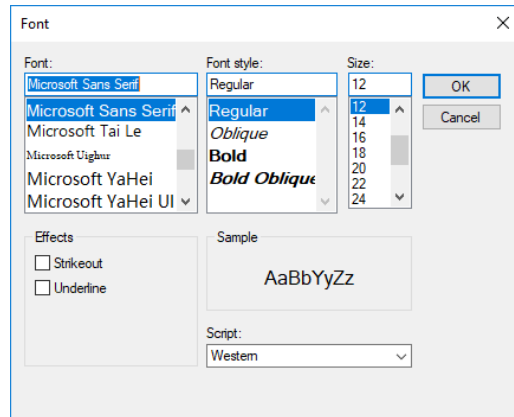 Font
Font:
Microsoft Sans Serif
Microsoft Sans Serif
Microsoft Tai Le
Microsoft Uighur
Microsoft YaHei
Microsoft YaHei UI
Font style:
Regular
Regular
Oblique
Bold
Bold Oblique
Size:
12
12
14
16
18
20
22
24
OK
Cancel
Effects
Strikeout
Underline
Sample
AaBbYyZz
Script:
Western